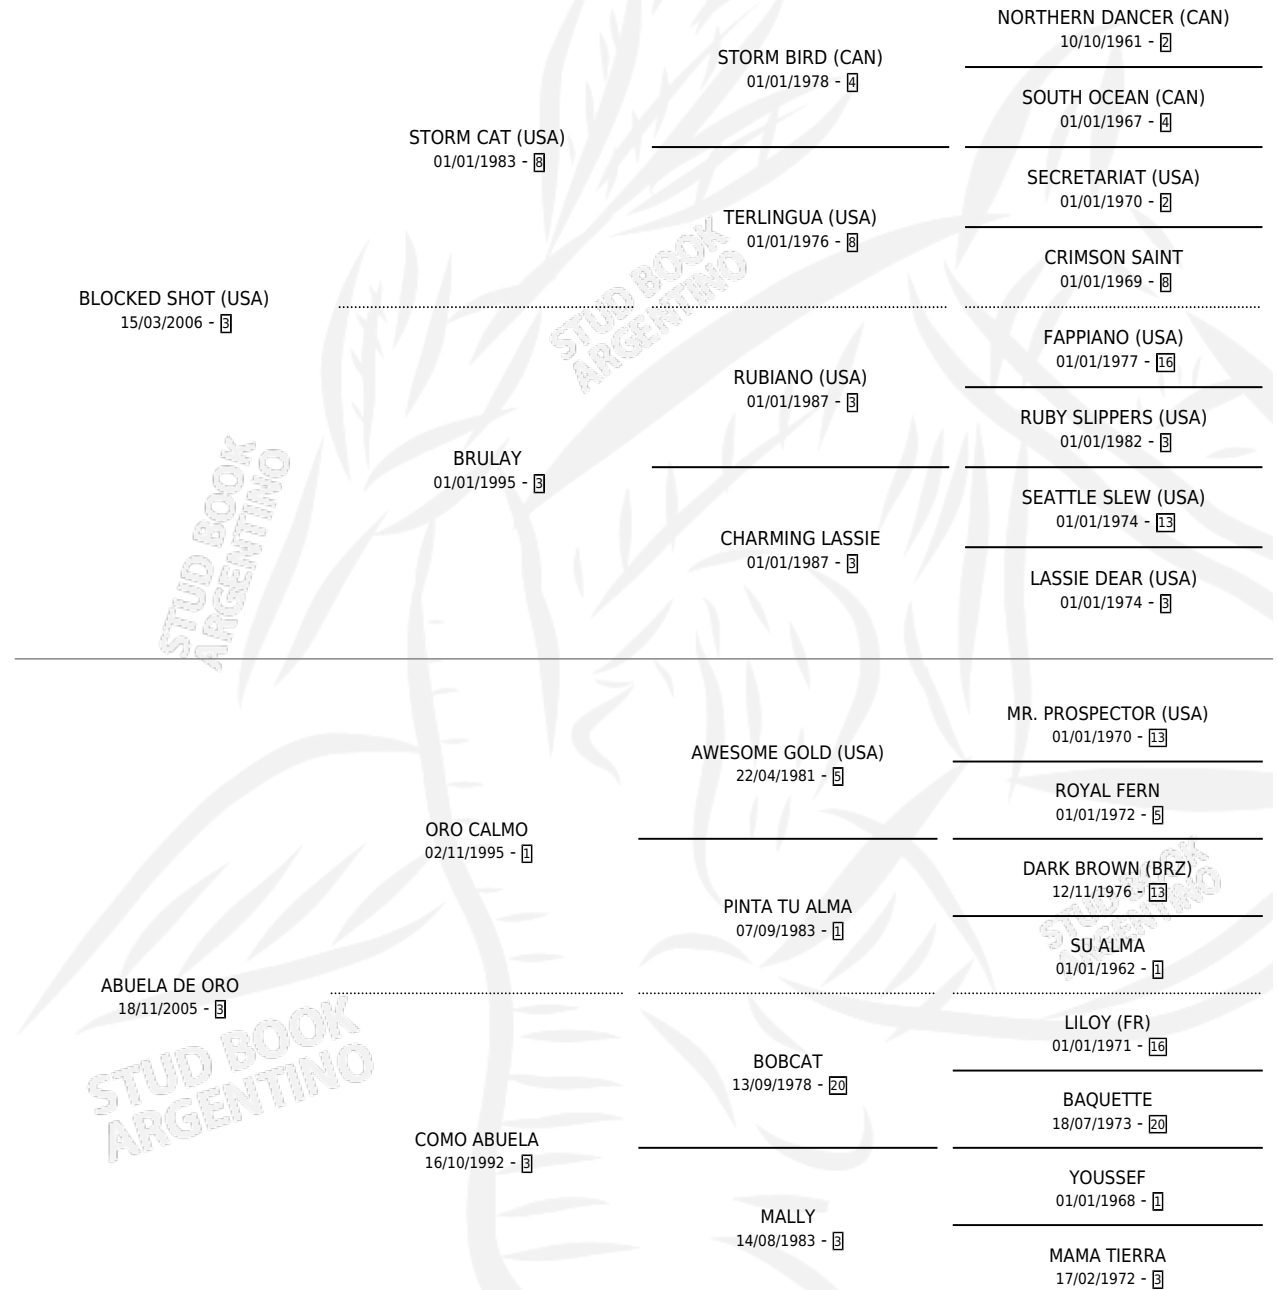 NORTHERN DANCER (CAN)
10/10/1961 - 2
STORM BIRD (CAN)
01/01/1978 - 4
SOUTH OCEAN (CAN)
01/01/1967 - 4
STORM CAT (USA)
01/01/1983 - 8
SECRETARIAT (USA)
01/01/1970 - 2
TERLINGUA (USA)
01/01/1976 - 8
CRIMSON SAINT
01/01/1969 - 8
BLOCKED SHOT (USA)
15/03/2006 - 3
STUD BOOK
ARGENTINO
FAPPIANO (USA)
01/01/1977 - 16
RUBIANO (USA)
01/01/1987 - 3
RUBY SLIPPERS (USA)
01/01/1982 - 3
BRULAY
01/01/1995 - 3
SEATTLE SLEW (USA)
01/01/1974 - 13
CHARMING LASSIE
01/01/1987 - 3
LASSIE DEAR (USA)
01/01/1974 - 3
STUD BOOK
ARGENTINO
MR. PROSPECTOR (USA)
01/01/1970 - 13
AWESOME GOLD (USA)
22/04/1981 - 5
ROYAL FERN
01/01/1972 - 5
ORO CALMO
02/11/1995 - 1
DARK BROWN (BRZ)
12/11/1976 - 13
PINTA TU ALMA
07/09/1983 - 1
STUD BOOK
ARGENTINO
SU ALMA
01/01/1962 - 1
ABUELA DE ORO
18/11/2005 - 3
LILOY (FR)
01/01/1971 - 16
BOBCAT
13/09/1978 - 20
BAQUETTE
18/07/1973 - 20
STUD BOOK
ARGENTINO
COMO ABUELA
16/10/1992 - 3
YOUSSEF
01/01/1968 - 1
MALLY
14/08/1983 - 3
MAMA TIERRA
17/02/1972 - 3